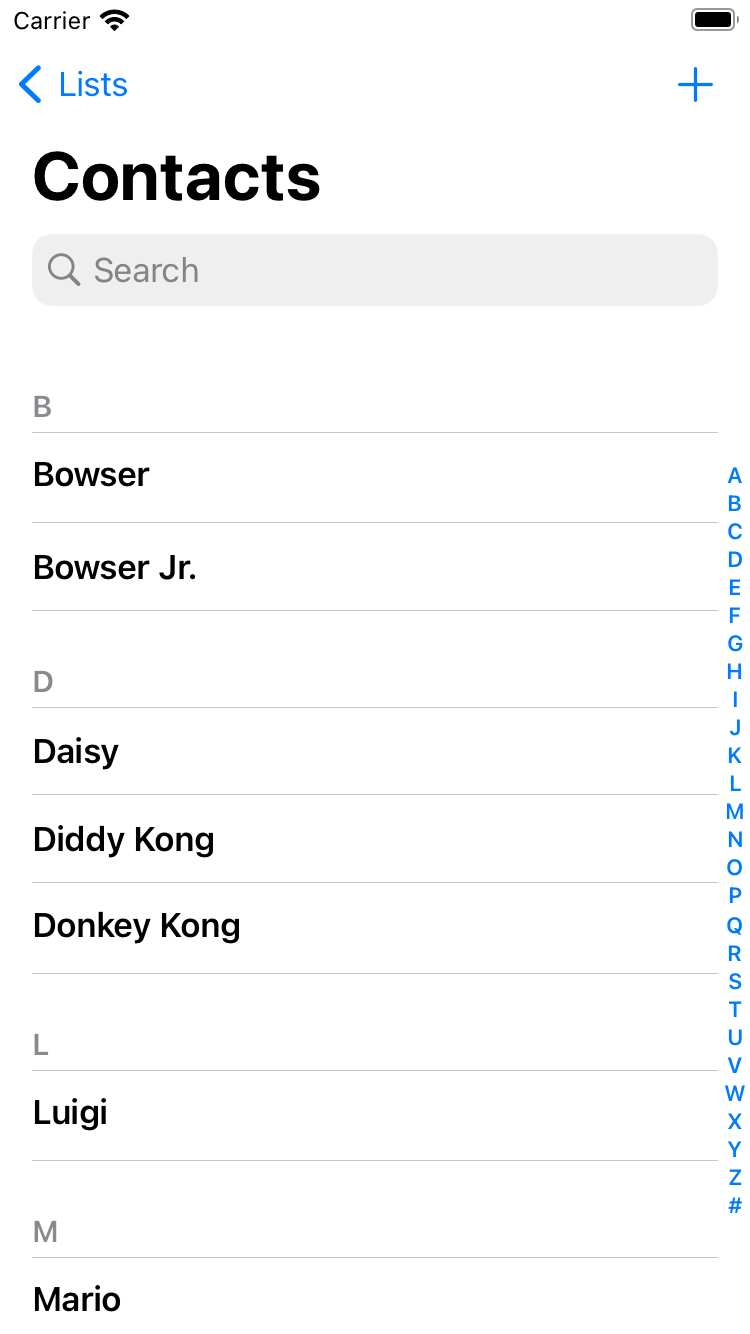 Carrier
Lists
Contacts
Search
B
Bowser
Bowser Jr.
D
Daisy
Diddy Kong
Donkey Kong
L
Luigi
M
Mario
A
B
C
D
E
F
G
H
I
J
K
L
M
N
O
P
Q
R
S
T
U
V
W
X
Y
Z
#